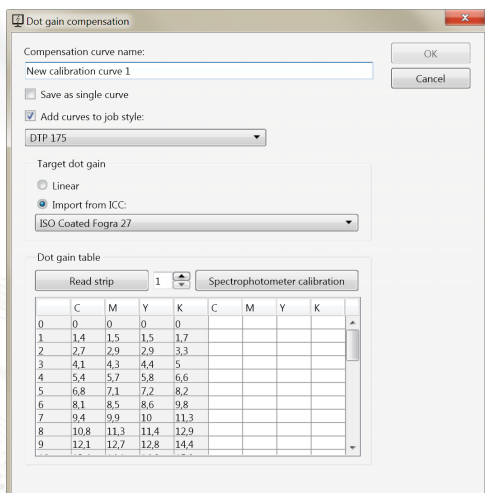 Dot gain compensation
Compensation curve name:
OK
New calibration curve 1
Cancel
Save as single curve
Add curves to job style:
DTP 175
Target dot gain
Linear
Import from ICC:
ISO Coated Fogra 27
Dot gain table
Read strip 1 Spectrophotometer calibration
C M Y K C M Y K
0 0 0 0 0
1 1,4 1,5 1,5 1,7
2 2,7 2,9 2,9 3,3
3 4,1 4,3 4,4 5
4 5,4 5,7 5,8 6,6
5 6,8 7,1 7,2 8,2
6 8,1 8,5 8,6 9,8
7 9,4 9,9 10 11,3
8 10,8 11,3 11,4 12,9
9 12,1 12,7 12,8 14,4